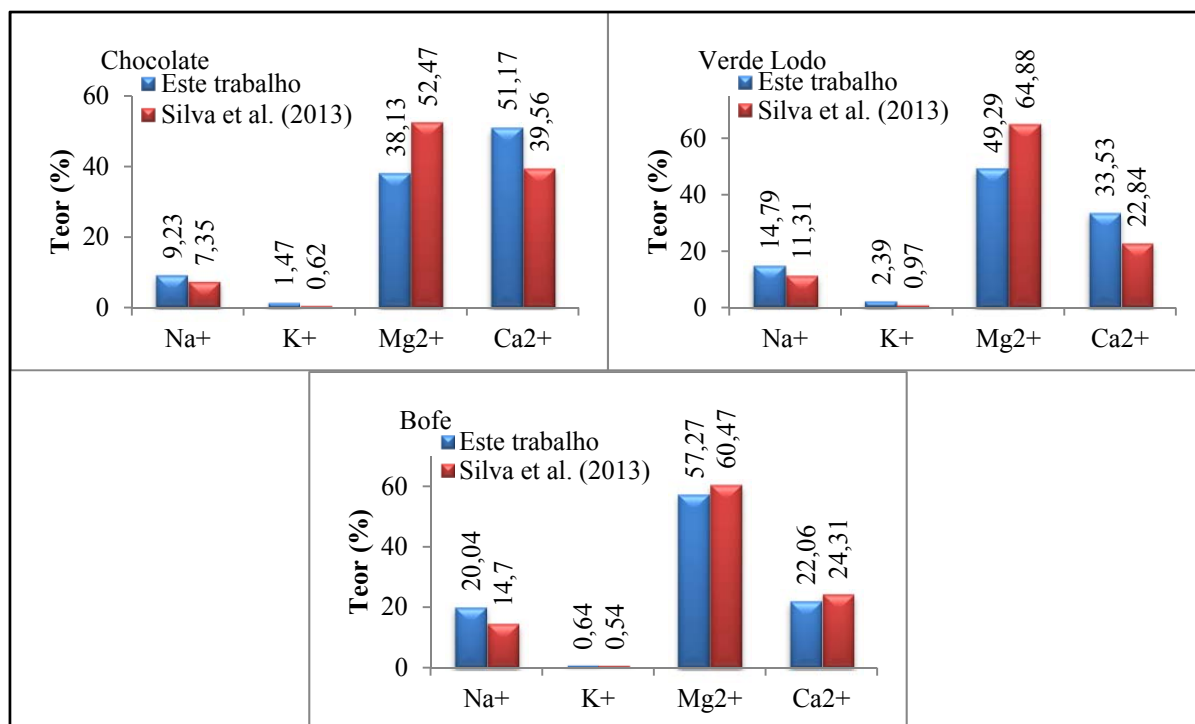 Chocolate
Este trabalho
Silva et al. (2013)
Teor (%)
60
40
20
0
9,23
7,35
1,47
0,62
38,13
52,47
51,17
39,56
Na+ K+ Mg2+ Ca2+
Verde Lodo
Este trabalho
Silva et al. (2013)
Teor (%)
60
40
20
0
14,79
11,31
2,39
0,97
49,29
64,88
33,53
22,84
Na+ K+ Mg2+ Ca2+
Bofe
Este trabalho
Silva et al. (2013)
Teor (%)
60
40
20
0
20,04
14,7
0,64
0,54
57,27
60,47
22,06
24,31
Na+ K+ Mg2+ Ca2+